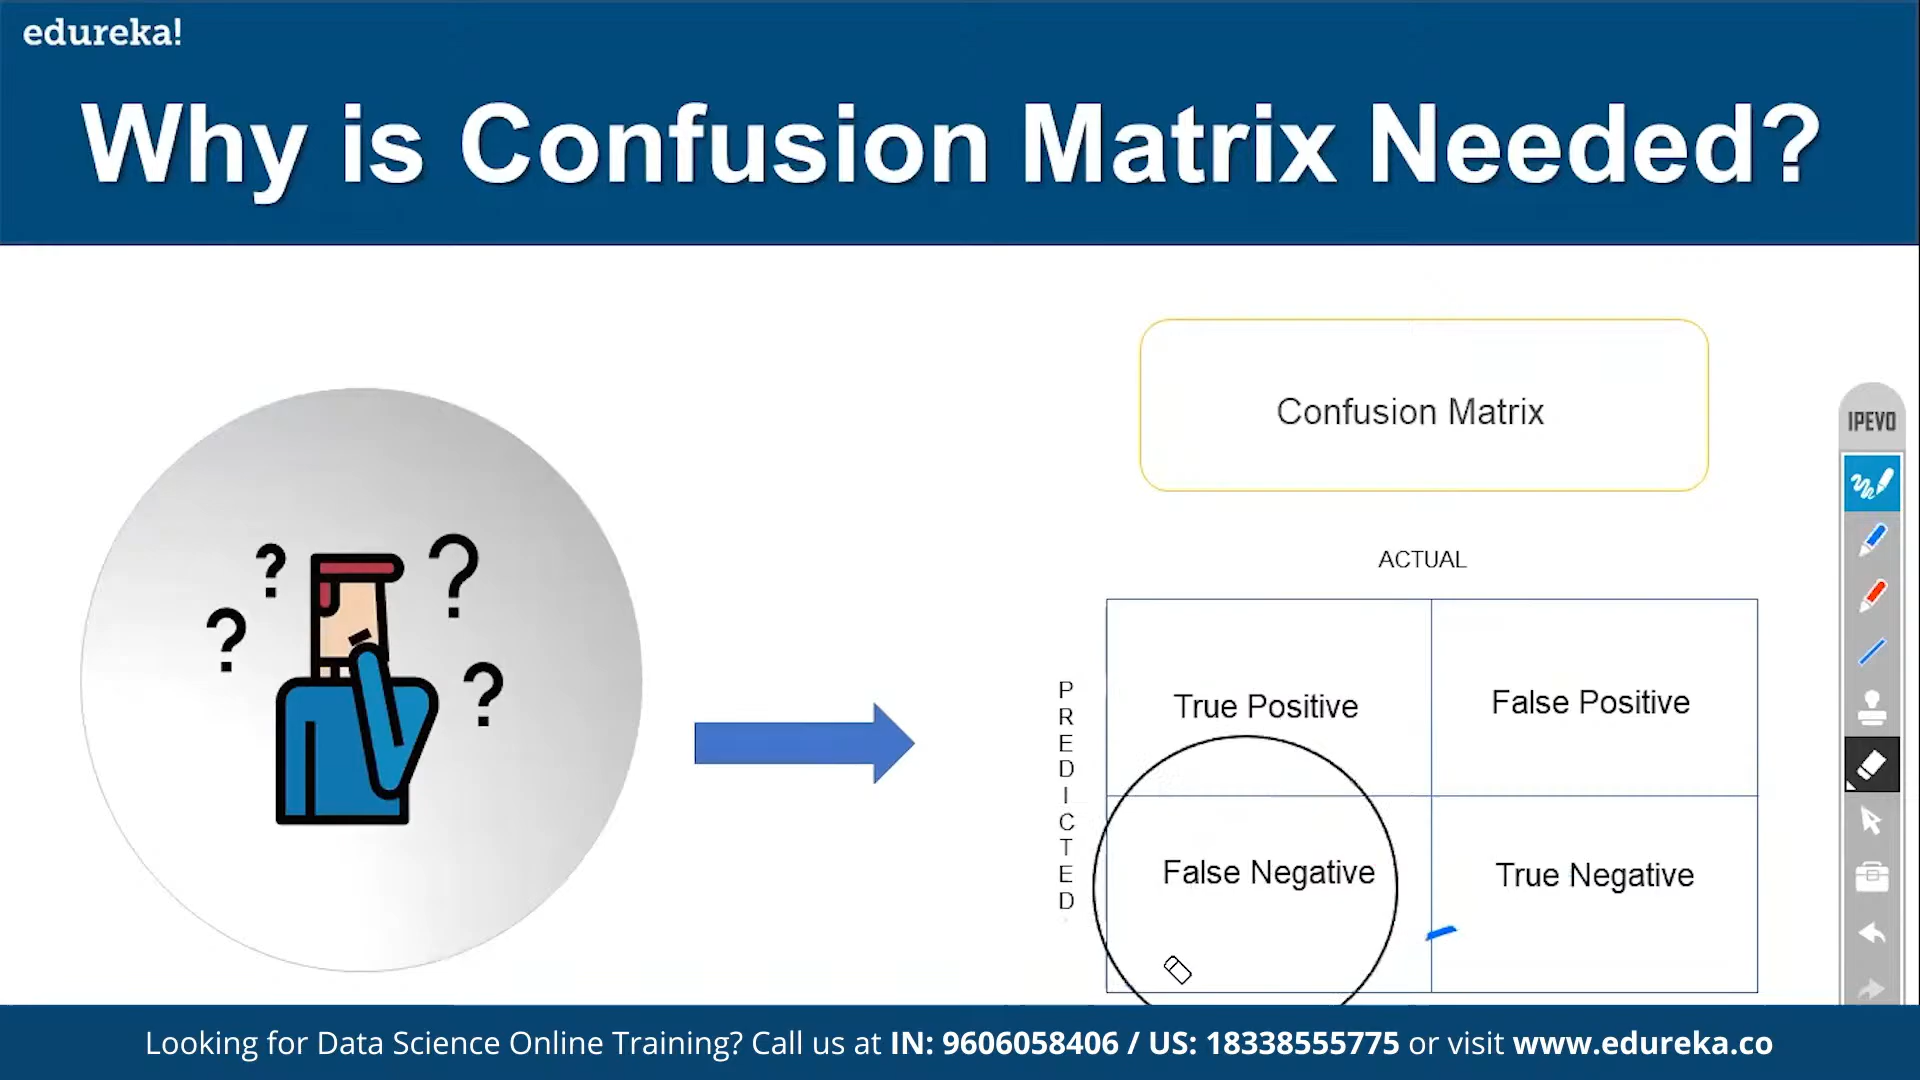 edureka!
Why is Confusion Matrix Needed?
Confusion Matrix
IPEVO
ACTUAL
? ? ? ?
PREDICTED
True Positive
False Positive
False Negative
True Negative
Looking for Data Science Online Training? Call us at IN: 9606058406 / US: 18338555775 or visit www.edureka.co